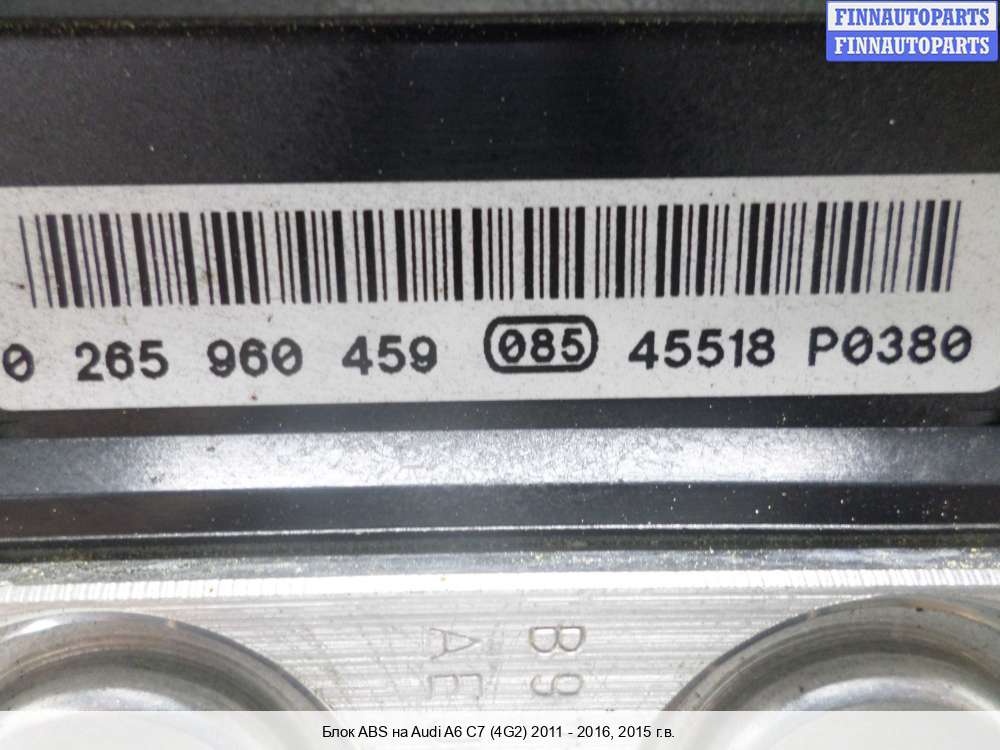 FINNAUTOPARTS
FINNAUTOPARTS
0 265 960 459 085 45518 P0380
B9
AE
Блок ABS на Audi A6 C7 (4G2) 2011 - 2016, 2015 г.в.